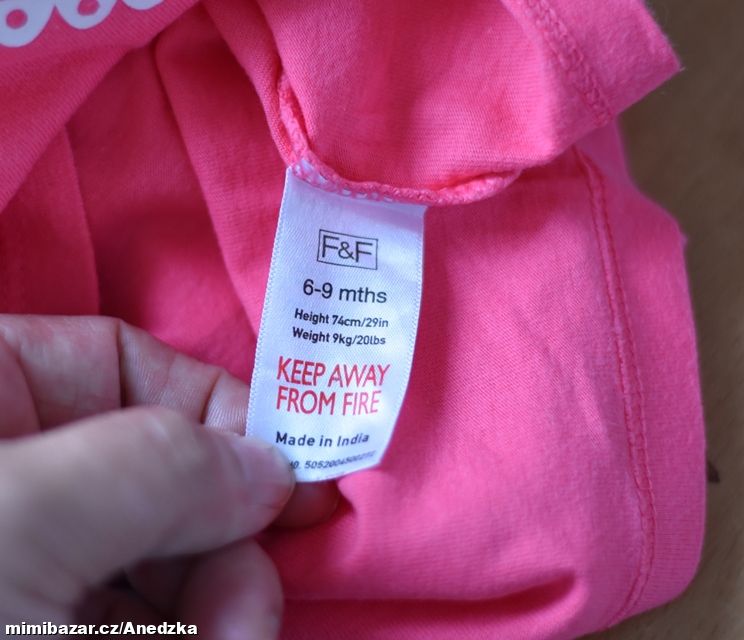 F&F
6-9 mths
Height 74cm/29in
Weight 9kg/20lbs
KEEP AWAY
FROM FIRE
Made in India
mimibazar.cz/Anedzka